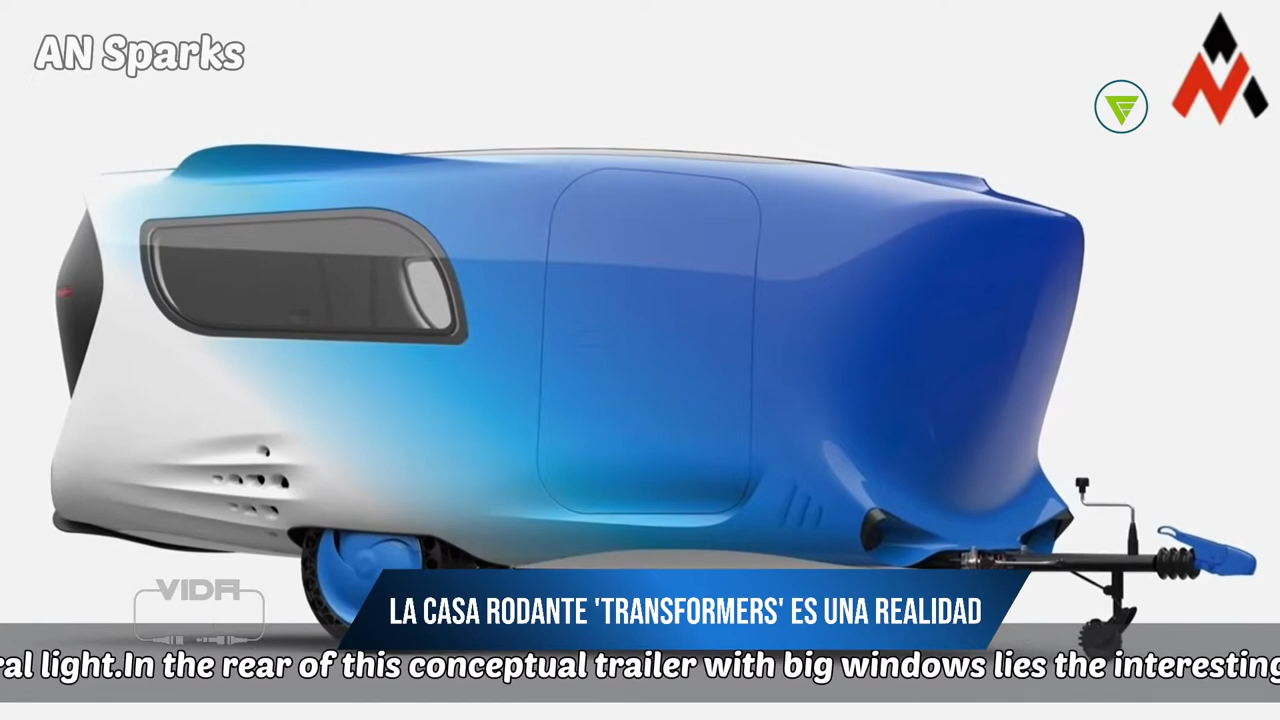 AN Sparks
VIDA
LA CASA RODANTE 'TRANSFORMERS' ES UNA REALIDAD
ral light.In the rear of this conceptual trailer with big windows lies the interesting